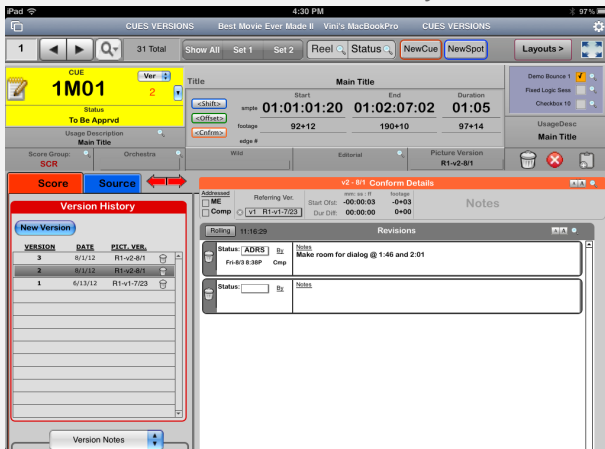 iPad 4:30 PM 97%
CUES VERSIONS Best Movie Ever Made II Vini's MacBookPro CUES VERSIONS
1 31 Total Show All Set 1 Set 2 Reel Status NewCue NewSpot Layouts >
CUE Ver
1M01 2
Status
To Be Apprvd
Usage Description
Main Title
Title Main Title
Start End Duration
<Shift> smpte 01:01:01:20 01:02:07:02 01:05
<Offset> footage 92+12 190+10 97+14
<Cnfrm> edge #
Demo Bounce 1
Fixed Logic Sess
Checkbox 10
UsageDesc
Main Title
Score Group: Orchestra Wild Editorial Picture Version
SCR R1-v2-8/1
Score Source
Version History
New Version
VERSION DATE PICT. VER.
3 8/1/12 R1-v2-8/1
2 8/1/12 R1-v2-8/1
1 6/13/12 R1-v1-7/23
Version Notes
v2 - 8/1 Conform Details
Addressed Referring Ver. mm: ss : ff footage
ME Start Ofst: -00:00:03 -0+03 Notes
Comp v1 R1-v1-7/23 Dur Diff: 00:00:00 0+00
Rolling 11:16:29 Revisions
Status: ADRS By Notes
Make room for dialog @ 1:46 and 2:01
Fri-8/3 8:38P Cmp
Status: By Notes